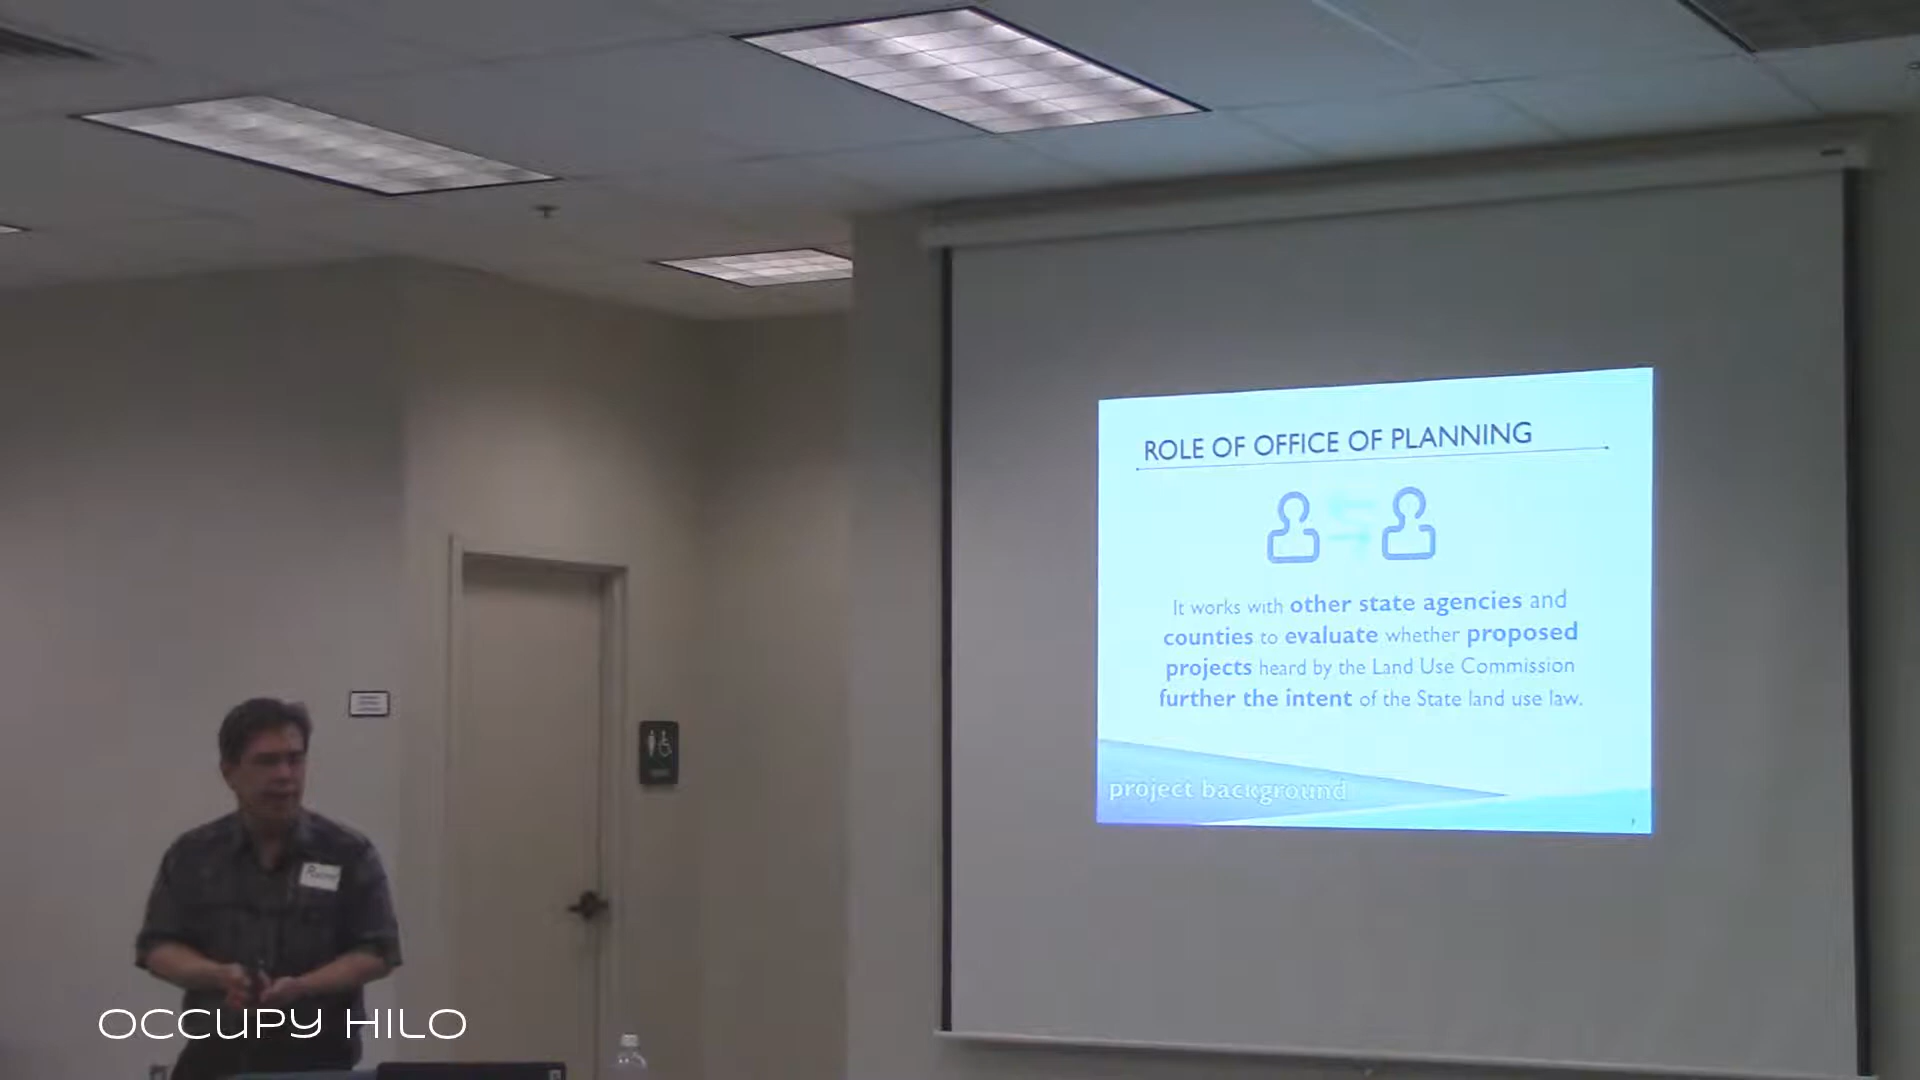 ROLE OF OFFICE OF PLANNING
It works with other state agencies and
counties to evaluate whether proposed
projects heard by the Land Use Commission
further the intent of the State land use law.
project background
OCCUPY HILO